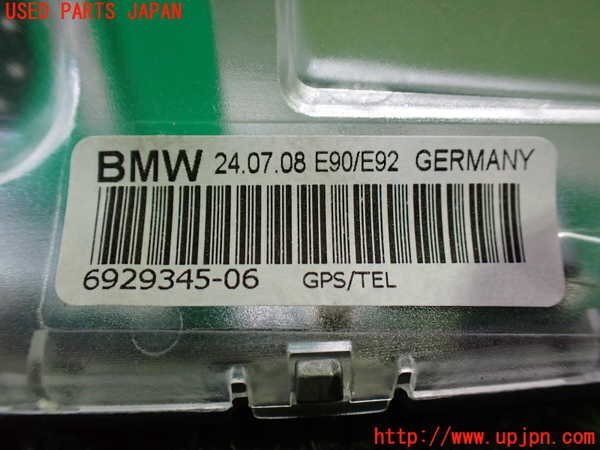 USED PARTS JAPAN
BMW 24.07.08 E90/E92 GERMANY
6929345-06 GPS/TEL
http://www.upjpn.com/